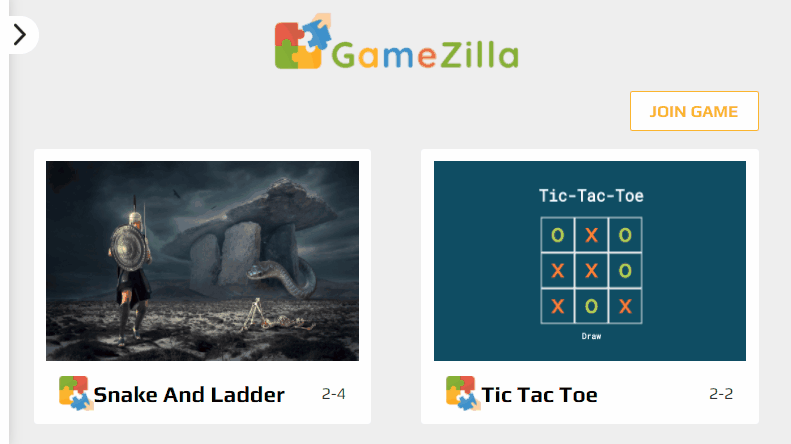 GameZilla
JOIN GAME
Tic-Tac-Toe
O X O
X X O
X O X
Draw
Snake And Ladder 2-4
Tic Tac Toe 2-2